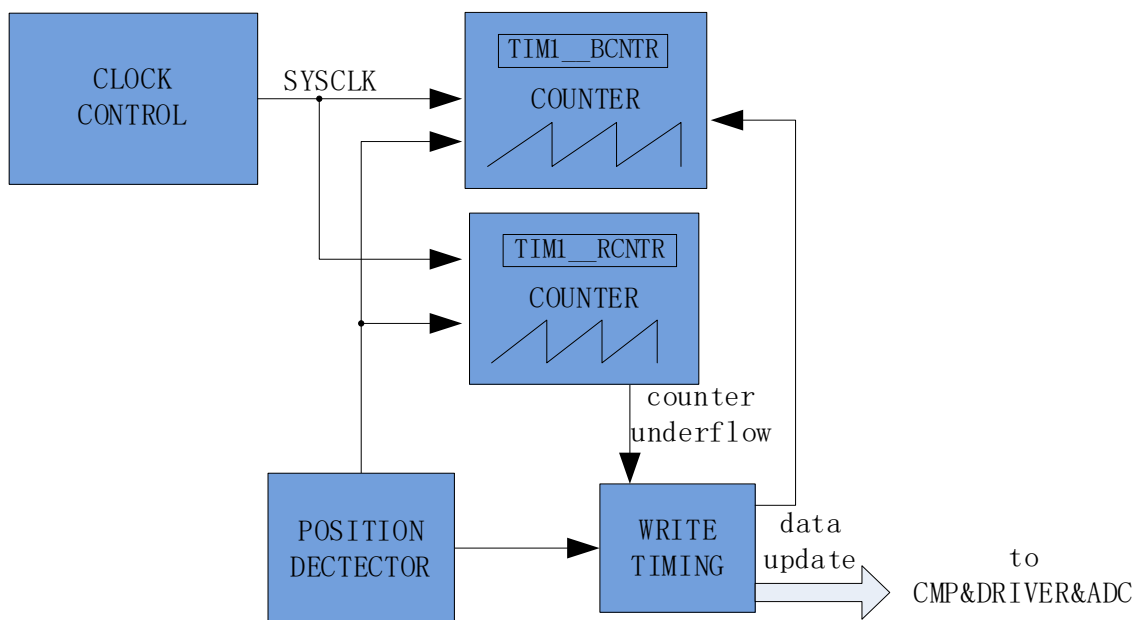 CLOCK
CONTROL
SYSCLK
TIM1__BCNTR
COUNTER
TIM1__RCNTR
COUNTER
counter
underflow
POSITION
DECTECTOR
WRITE
TIMING
data
update
to
CMP&DRIVER&ADC